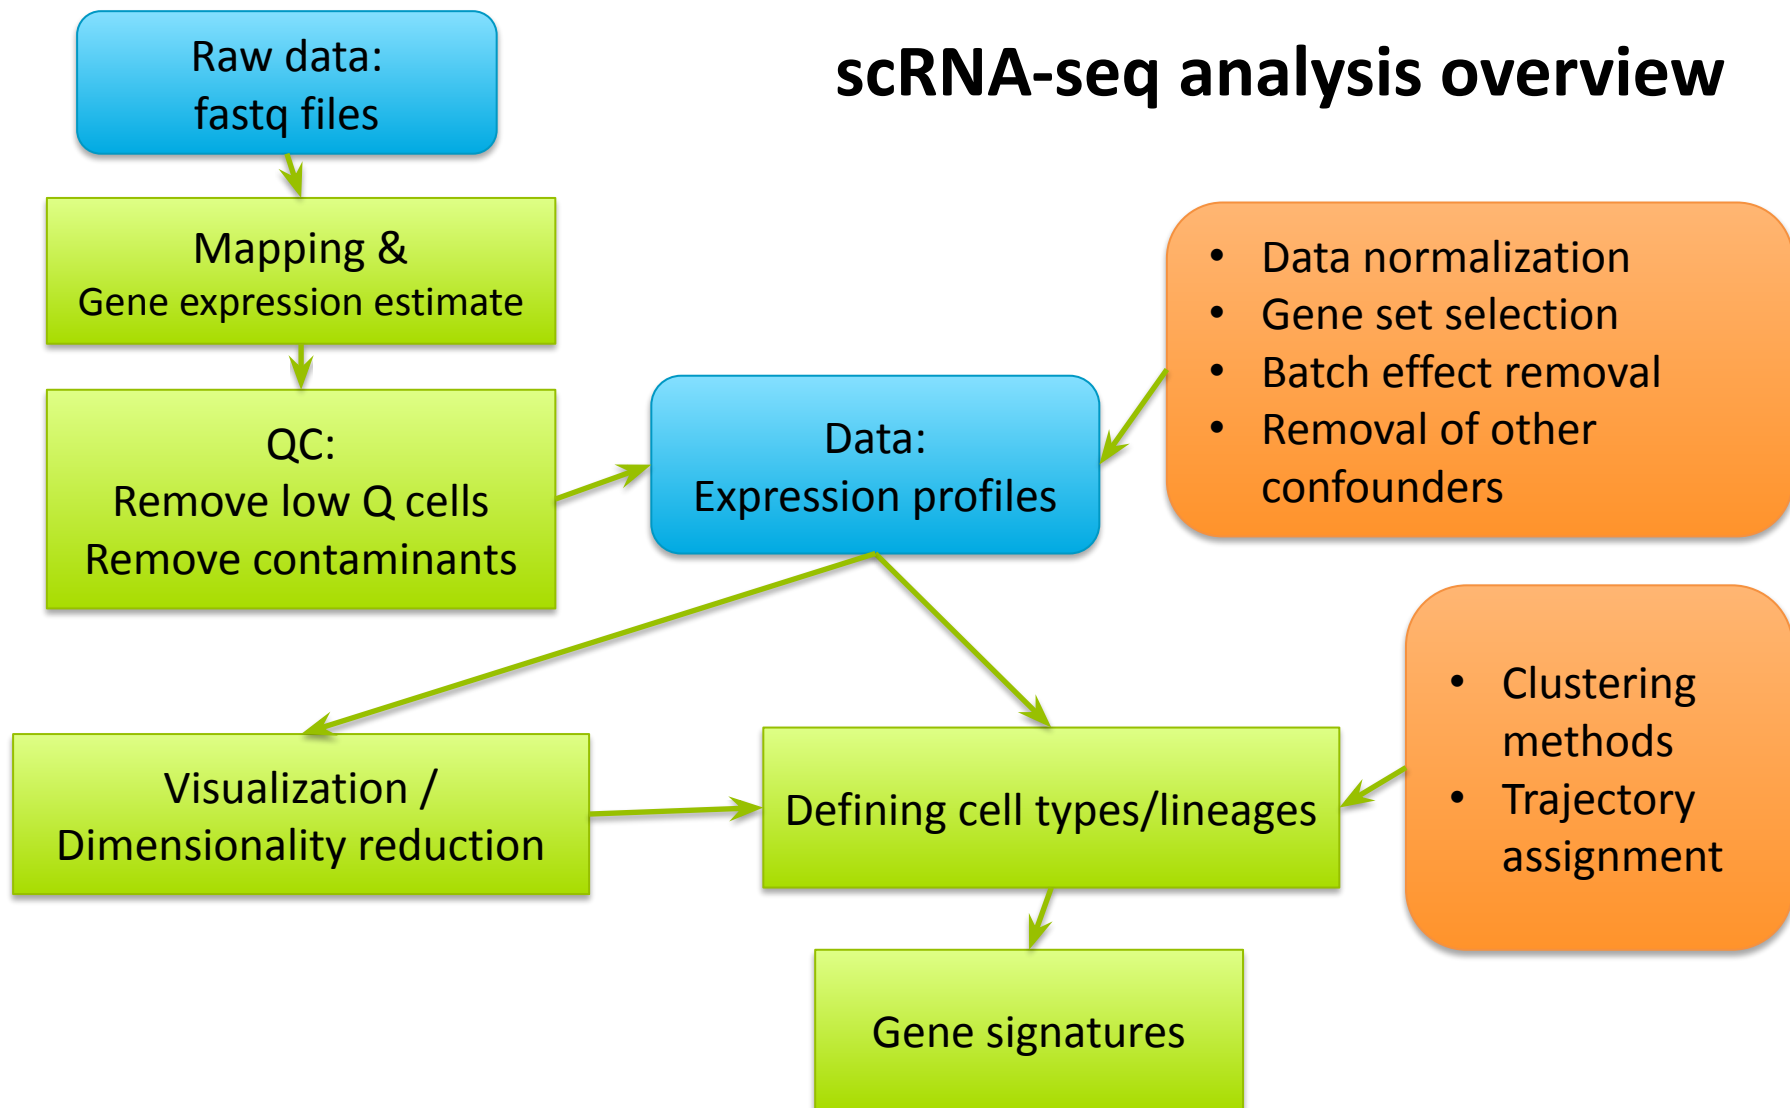 scRNA-seq analysis overview
Raw data:
fastq files
Mapping &
Gene expression estimate
QC:
Remove low Q cells
Remove contaminants
Data:
Expression profiles
• Data normalization
• Gene set selection
• Batch effect removal
• Removal of other
confounders
Visualization /
Dimensionality reduction
Defining cell types/lineages
• Clustering
methods
• Trajectory
assignment
Gene signatures